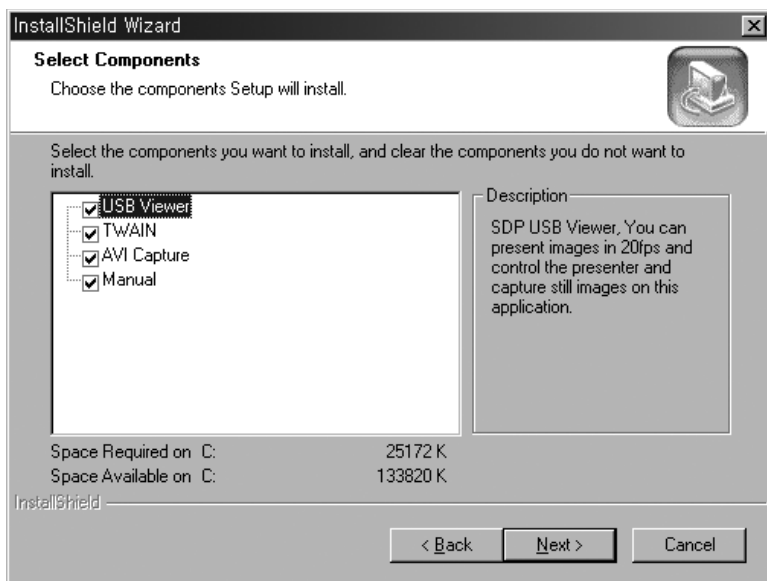 InstallShield Wizard
Select Components
Choose the components Setup will install.
Select the components you want to install, and clear the components you do not want to
install.
USB Viewer
TWAIN
AVI Capture
Manual
Description
SDP USB Viewer, You can
present images in 20fps and
control the presenter and
capture still images on this
application.
Space Required on C: 25172 K
Space Available on C: 133820 K
InstallShield
< Back Next > Cancel